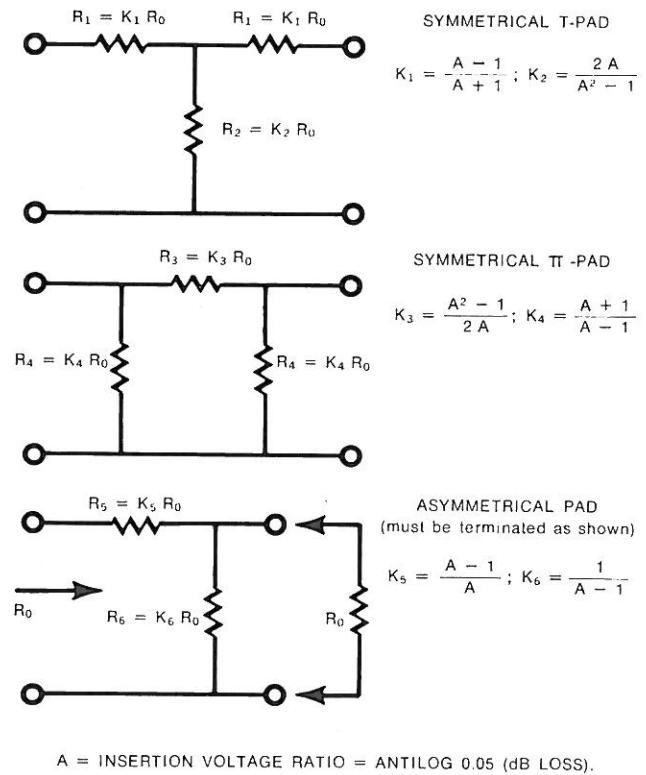 R₁ = K₁ R₀
R₁ = K₁ R₀
R₂ = K₂ R₀
SYMMETRICAL T-PAD
K₁ = (A − 1)/(A + 1) ; K₂ = 2 A/(A² − 1)
R₃ = K₃ R₀
R₄ = K₄ R₀
R₄ = K₄ R₀
SYMMETRICAL π -PAD
K₃ = (A² − 1)/(2 A) ; K₄ = (A + 1)/(A − 1)
R₅ = K₅ R₀
R₀
R₆ = K₆ R₀
R₀
ASYMMETRICAL PAD
(must be terminated as shown)
K₅ = (A − 1)/A ; K₆ = 1/(A − 1)
A = INSERTION VOLTAGE RATIO = ANTILOG 0.05 (dB LOSS).